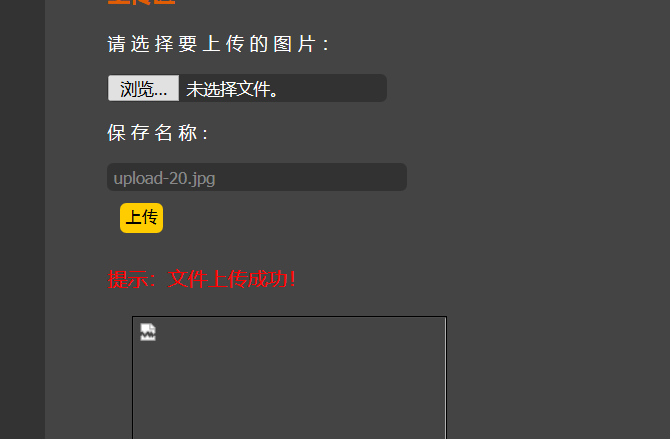 请选择要上传的图片：
浏览... 未选择文件。
保存名称：
upload-20.jpg
上传
提示：文件上传成功！